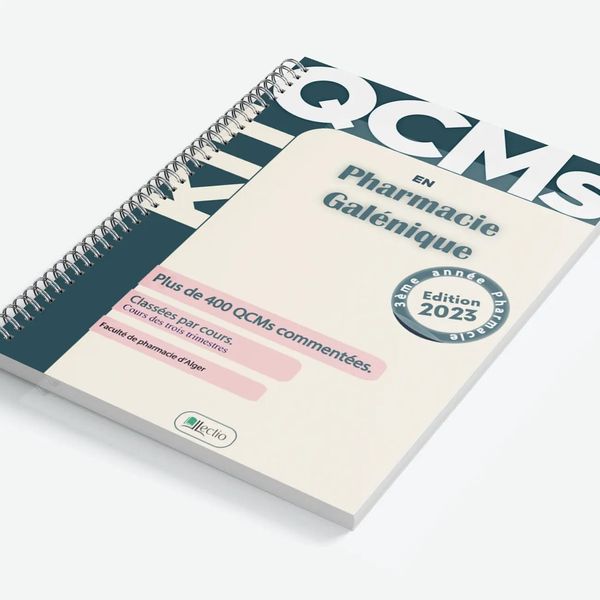 KIT
QCMs
EN
Pharmacie
Galénique
3ème année pharmacie
Edition
2023
Plus de 400 QCMs commentées.
Classées par cours.
Cours des trois trimestres
Faculté de pharmacie d'Alger
Llectio